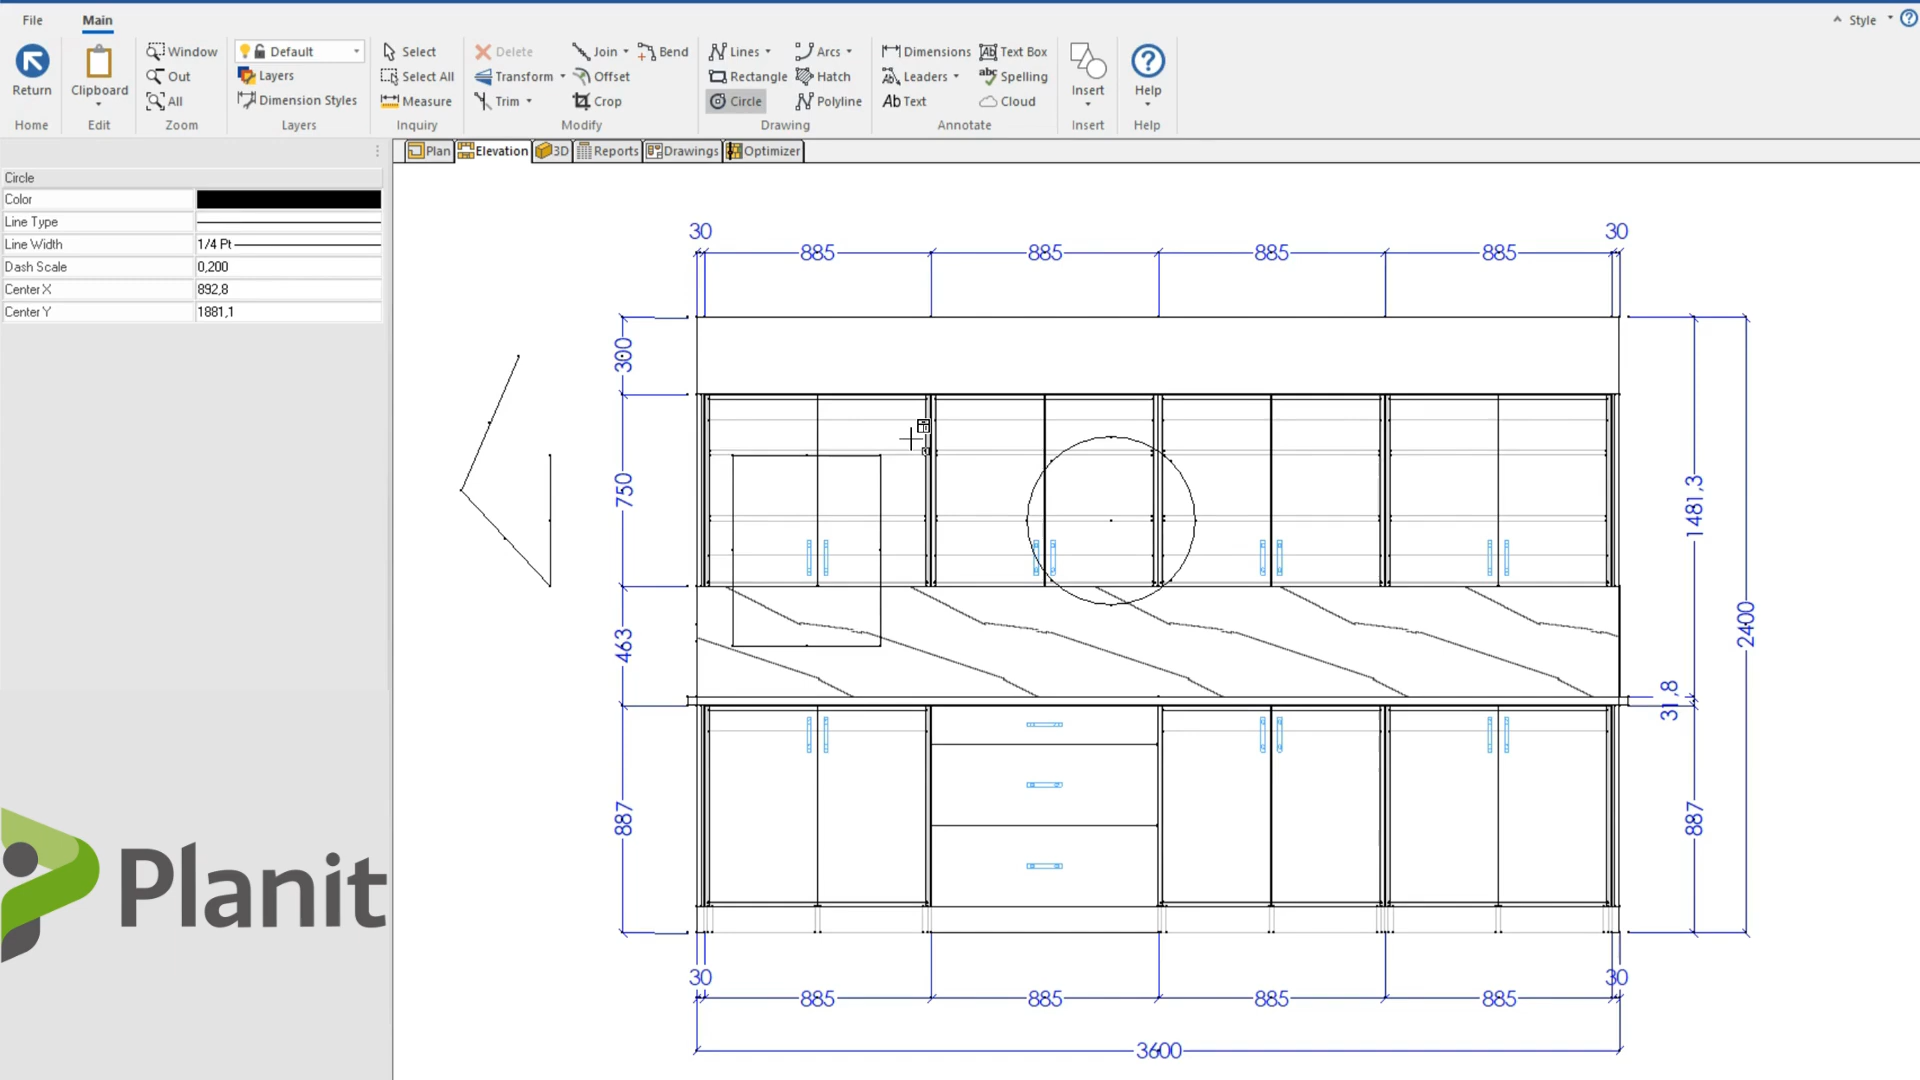 File
Main
Style
Return
Clipboard
Window
Out
All
Default
Layers
Dimension Styles
Select
Select All
Measure
Delete
Transform
Trim
Join
Offset
Crop
Bend
Lines
Rectangle
Circle
Arcs
Hatch
Polyline
Dimensions
Leaders
Ab Text
Text Box
Spelling
Cloud
Insert
Help
Home
Edit
Zoom
Layers
Inquiry
Modify
Drawing
Annotate
Insert
Help
Plan
Elevation
3D
Reports
Drawings
Optimizer
Circle
Color
Line Type
Line Width 1/4 Pt
Dash Scale 0,200
Center X 892,8
Center Y 1881,1
30 30
885 885 885 885
300
750
463
887
1481,3
31,8
887
2400
30 30
885 885 885 885
3600
Planit